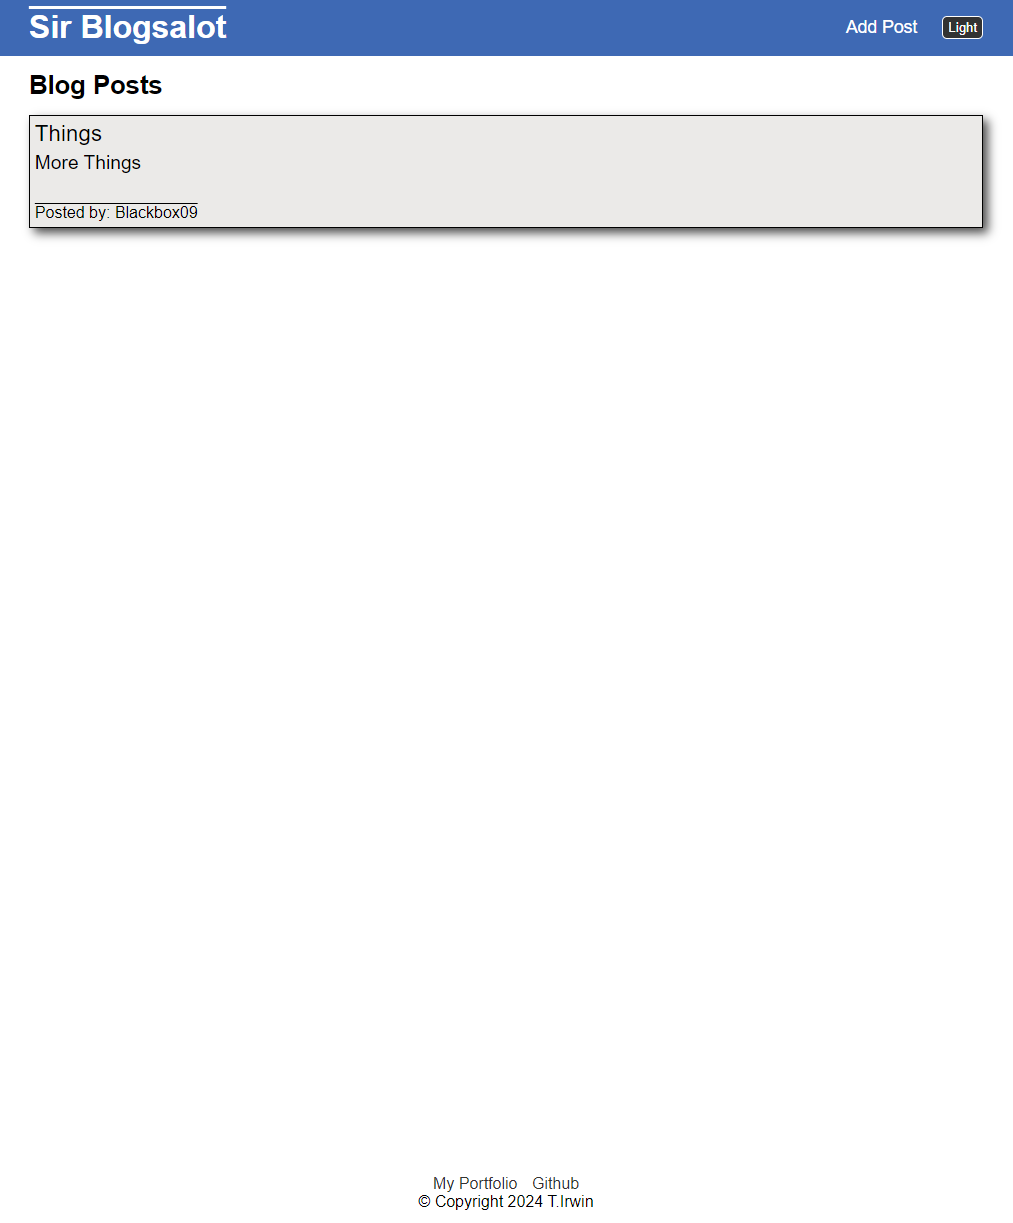 Sir Blogsalot
Add Post Light
Blog Posts
Things
More Things
Posted by: Blackbox09
My Portfolio Github
© Copyright 2024 T.Irwin